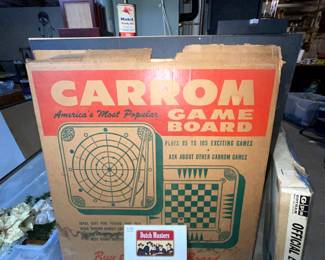 Mobil
CARROM
America's Most Popular
GAME
BOARD
PLAYS 85 TO 105 EXCITING GAMES
ASK ABOUT OTHER CARROM GAMES
Dutch Masters
OFFICIAL